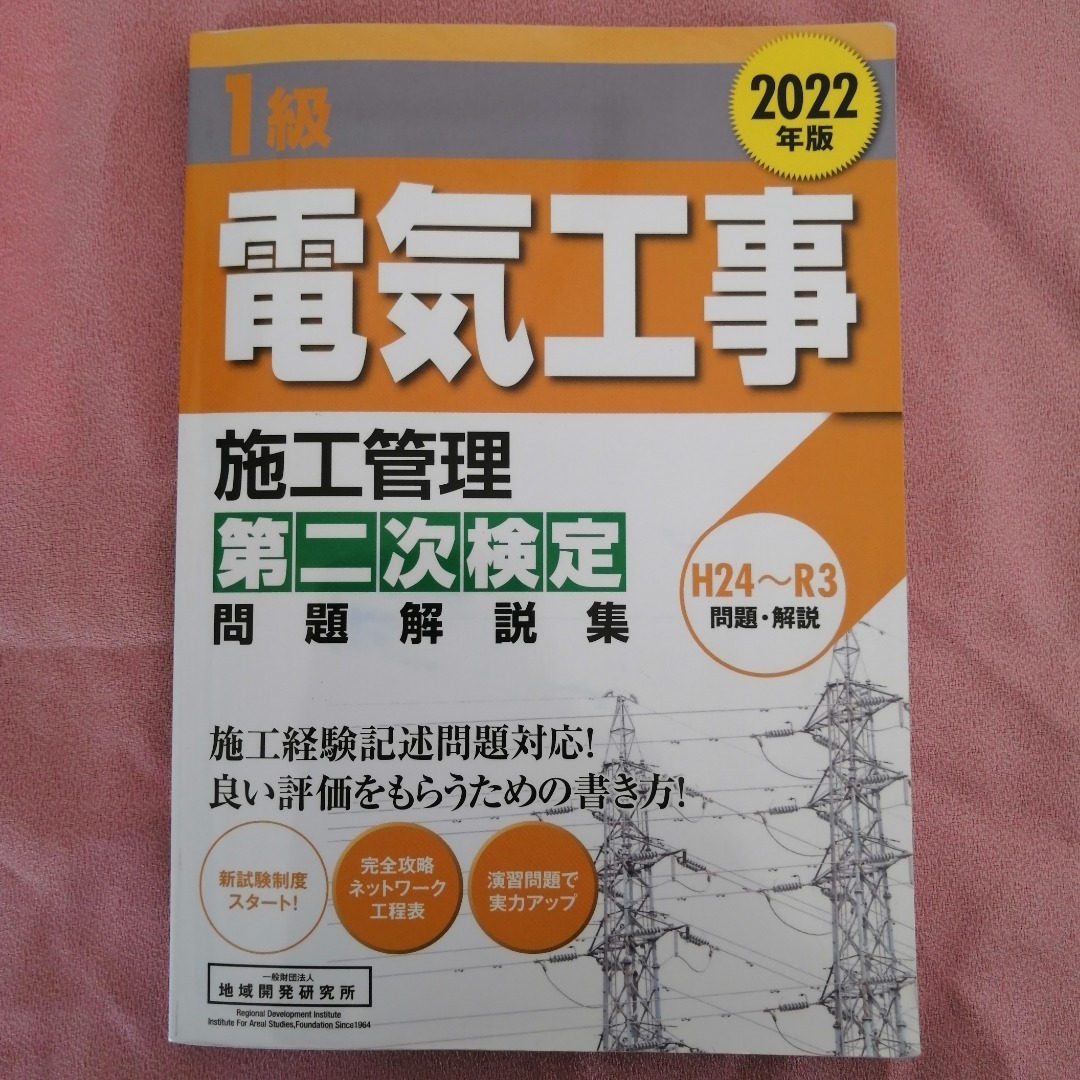 1級
2022
年版
電気工事
施工管理
第二次検定
問題解説集
H24～R3
問題・解説
施工経験記述問題対応!
良い評価をもらうための書き方!
新試験制度
スタート!
完全攻略
ネットワーク
工程表
演習問題で
実力アップ
一般財団法人
地域開発研究所
Regional Development Institute
Institute For Areal Studies,Foundation Since1964